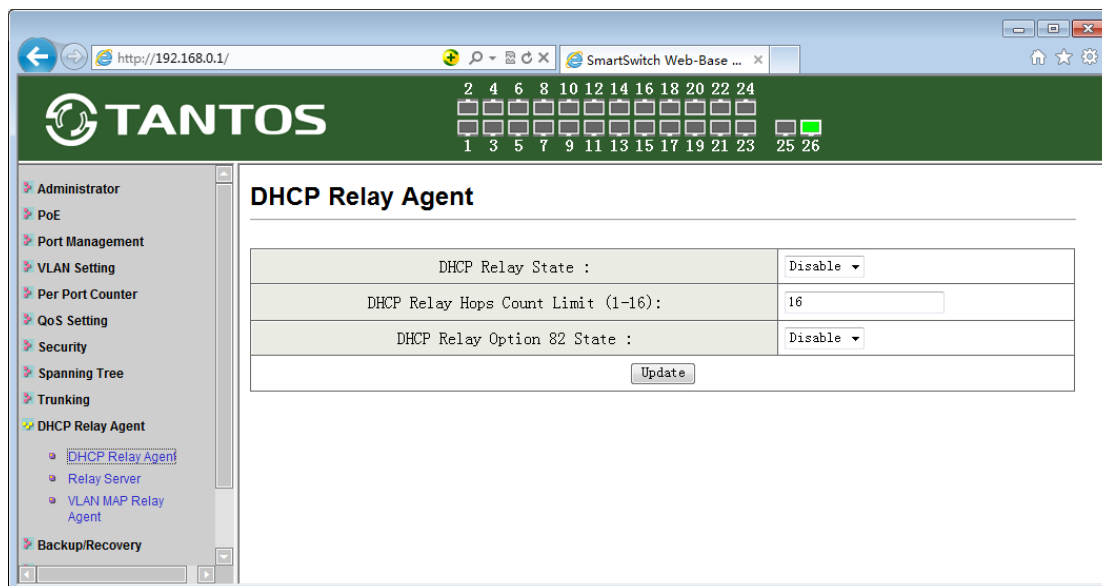 http://192.168.0.1/
SmartSwitch Web-Base ...
TANTOS
2 4 6 8 10 12 14 16 18 20 22 24
1 3 5 7 9 11 13 15 17 19 21 23 25 26
Administrator
PoE
Port Management
VLAN Setting
Per Port Counter
QoS Setting
Security
Spanning Tree
Trunking
DHCP Relay Agent
DHCP Relay Agent
Relay Server
VLAN MAP Relay
Agent
Backup/Recovery
DHCP Relay Agent
DHCP Relay State : Disable
DHCP Relay Hops Count Limit (1-16): 16
DHCP Relay Option 82 State : Disable
Update